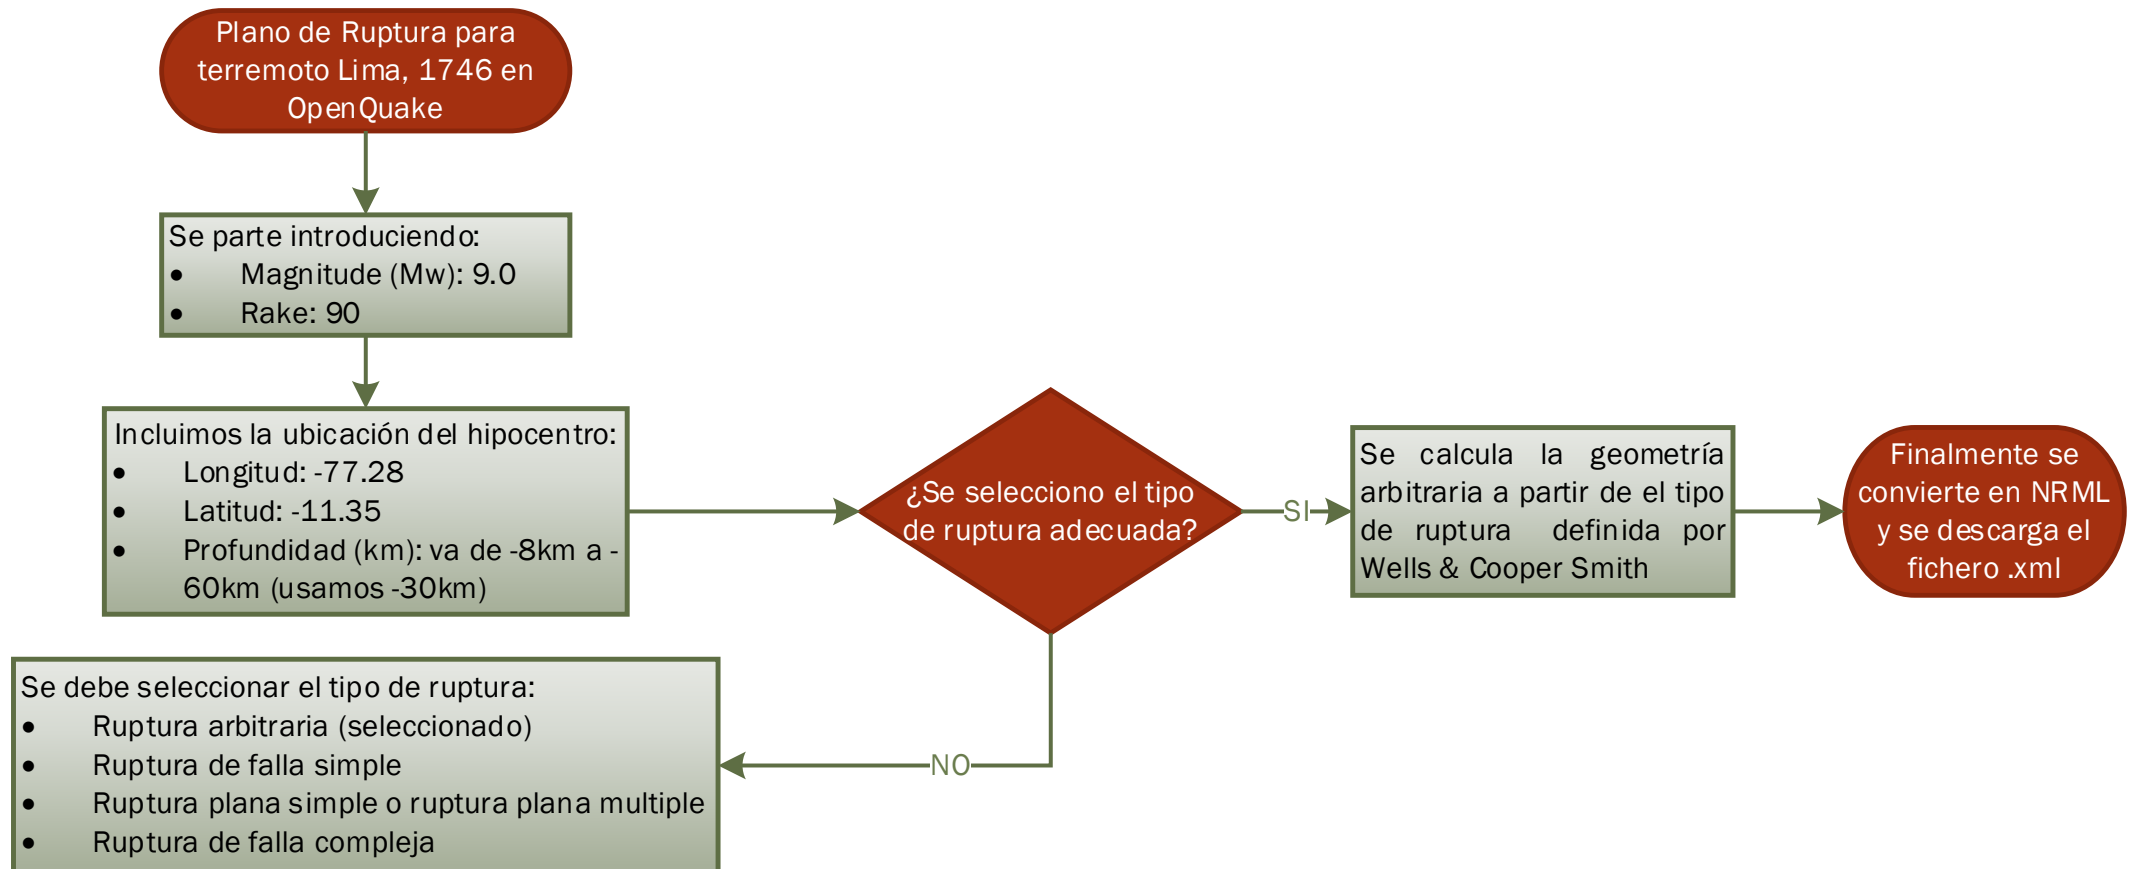 Plano de Ruptura para
terremoto Lima, 1746 en
OpenQuake
Se parte introduciendo:
• Magnitude (Mw): 9.0
• Rake: 90
Incluimos la ubicación del hipocentro:
• Longitud: -77.28
• Latitud: -11.35
• Profundidad (km): va de -8km a -
60km (usamos -30km)
¿Se selecciono el tipo
de ruptura adecuada?
SI
Se calcula la geometría
arbitraria a partir de el tipo
de ruptura definida por
Wells & Cooper Smith
Finalmente se
convierte en NRML
y se descarga el
fichero .xml
NO
Se debe seleccionar el tipo de ruptura:
• Ruptura arbitraria (seleccionado)
• Ruptura de falla simple
• Ruptura plana simple o ruptura plana multiple
• Ruptura de falla compleja